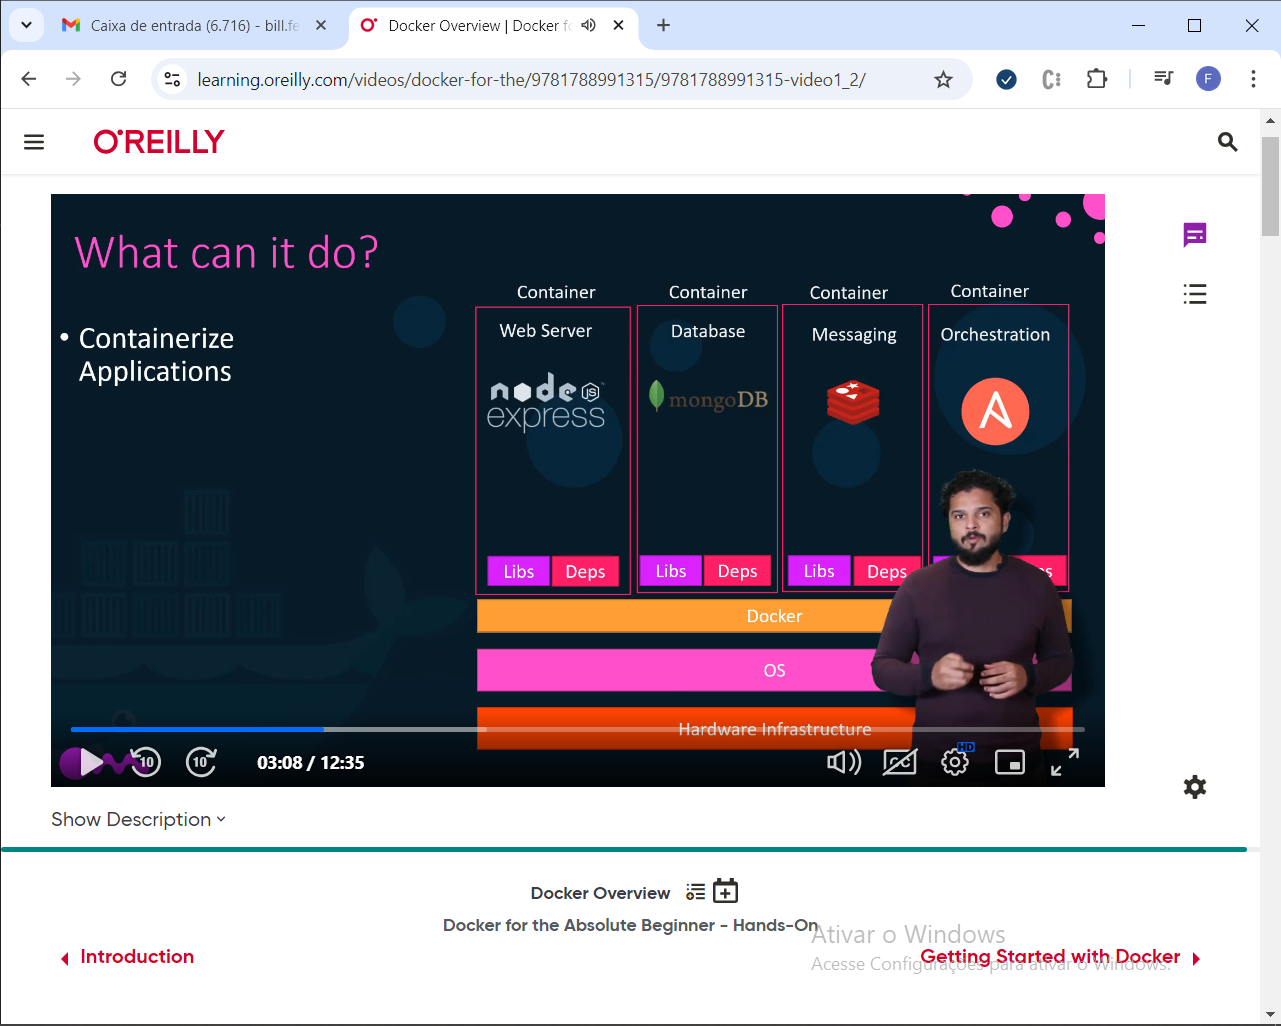 Caixa de entrada (6.716) - bill.fe
Docker Overview | Docker fo
learning.oreilly.com/videos/docker-for-the/9781788991315/9781788991315-video1_2/
F
O'REILLY
What can it do?
• Containerize
Applications
Container Container Container Container
Web Server Database Messaging Orchestration
node JS
express
mongoDB
A
Libs Deps Libs Deps Libs Deps
Docker
OS
Hardware Infrastructure
10 10 03:08 / 12:35 HD
Show Description
Docker Overview
Docker for the Absolute Beginner - Hands-On
Ativar o Windows
Acesse Configurações para ativar o Windows.
Introduction
Getting Started with Docker